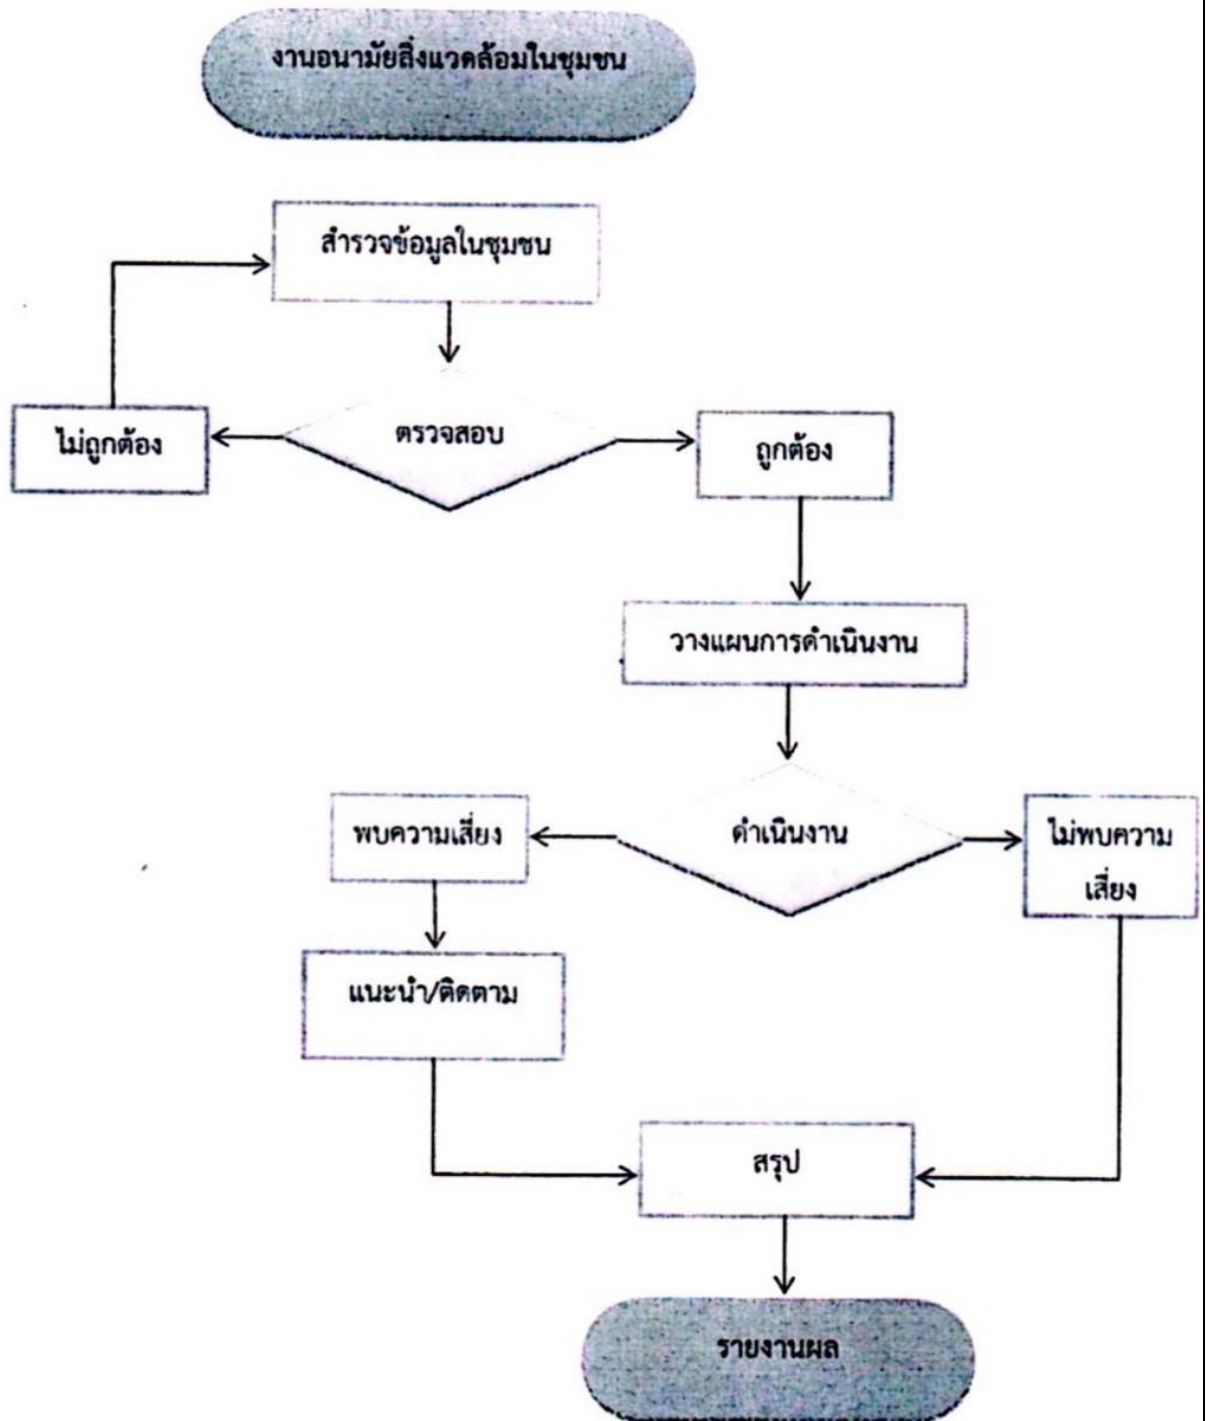 งานอนามัยสิ่งแวดล้อมในชุมชน
สำรวจข้อมูลในชุมชน
ไม่ถูกต้อง
ตรวจสอบ
ถูกต้อง
วางแผนการดำเนินงาน
พบความเสี่ยง
ดำเนินงาน
ไม่พบความ
เสี่ยง
แนะนำ/ติดตาม
สรุป
รายงานผล